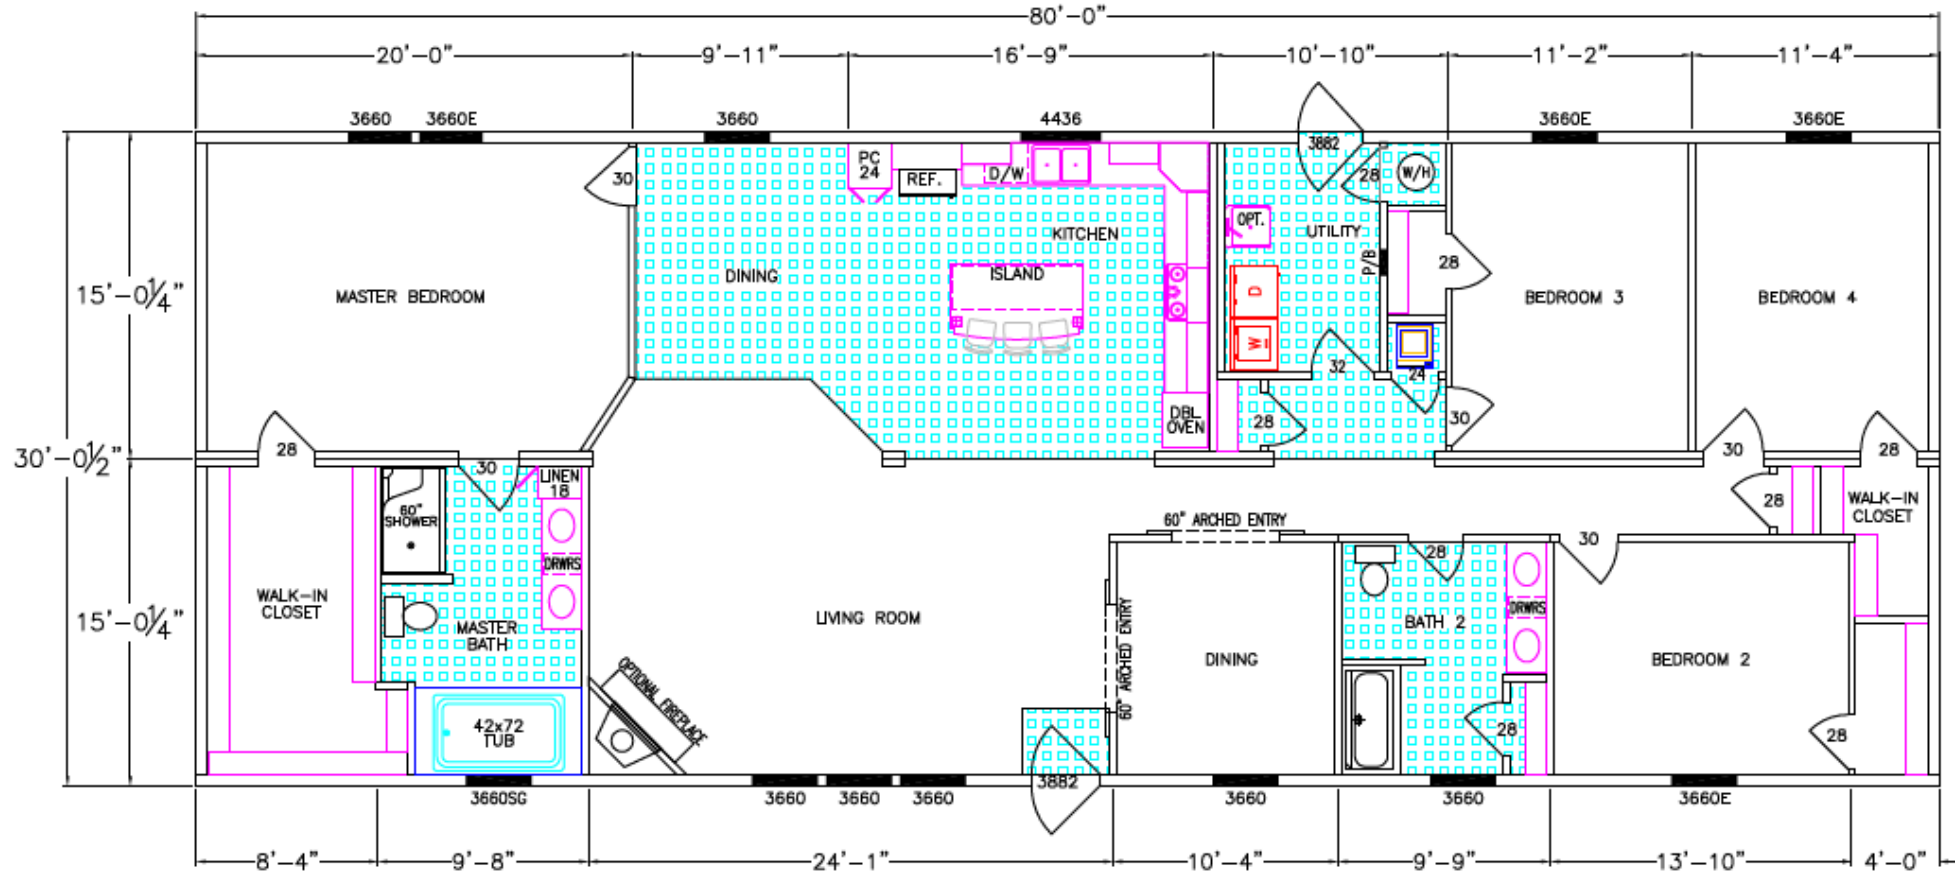 80'-0"
20'-0"
9'-11"
16'-9"
10'-10"
11'-2"
11'-4"
3660
3660E
3660
4436
3660E
3660E
3882
PC
24
REF.
D/W
30
28
W/H
OPT.
KITCHEN
UTILITY
DINING
ISLAND
P/B
28
D
W
MASTER BEDROOM
BEDROOM 3
BEDROOM 4
15'-0¼"
32
24
DBL
OVEN
28
30
28
30
30
28
30'-0½"
LINEN
18
60"
SHOWER
DRWRS
WALK-IN
CLOSET
28
60" ARCHED ENTRY
28
30
WALK-IN
CLOSET
MASTER
BATH
LIVING ROOM
60" ARCHED ENTRY
DINING
BATH 2
DRWRS
BEDROOM 2
15'-0¼"
OPTIONAL FIREPLACE
42x72
TUB
28
28
3882
3660SG
3660
3660
3660
3660
3660
3660E
8'-4"
9'-8"
24'-1"
10'-4"
9'-9"
13'-10"
4'-0"